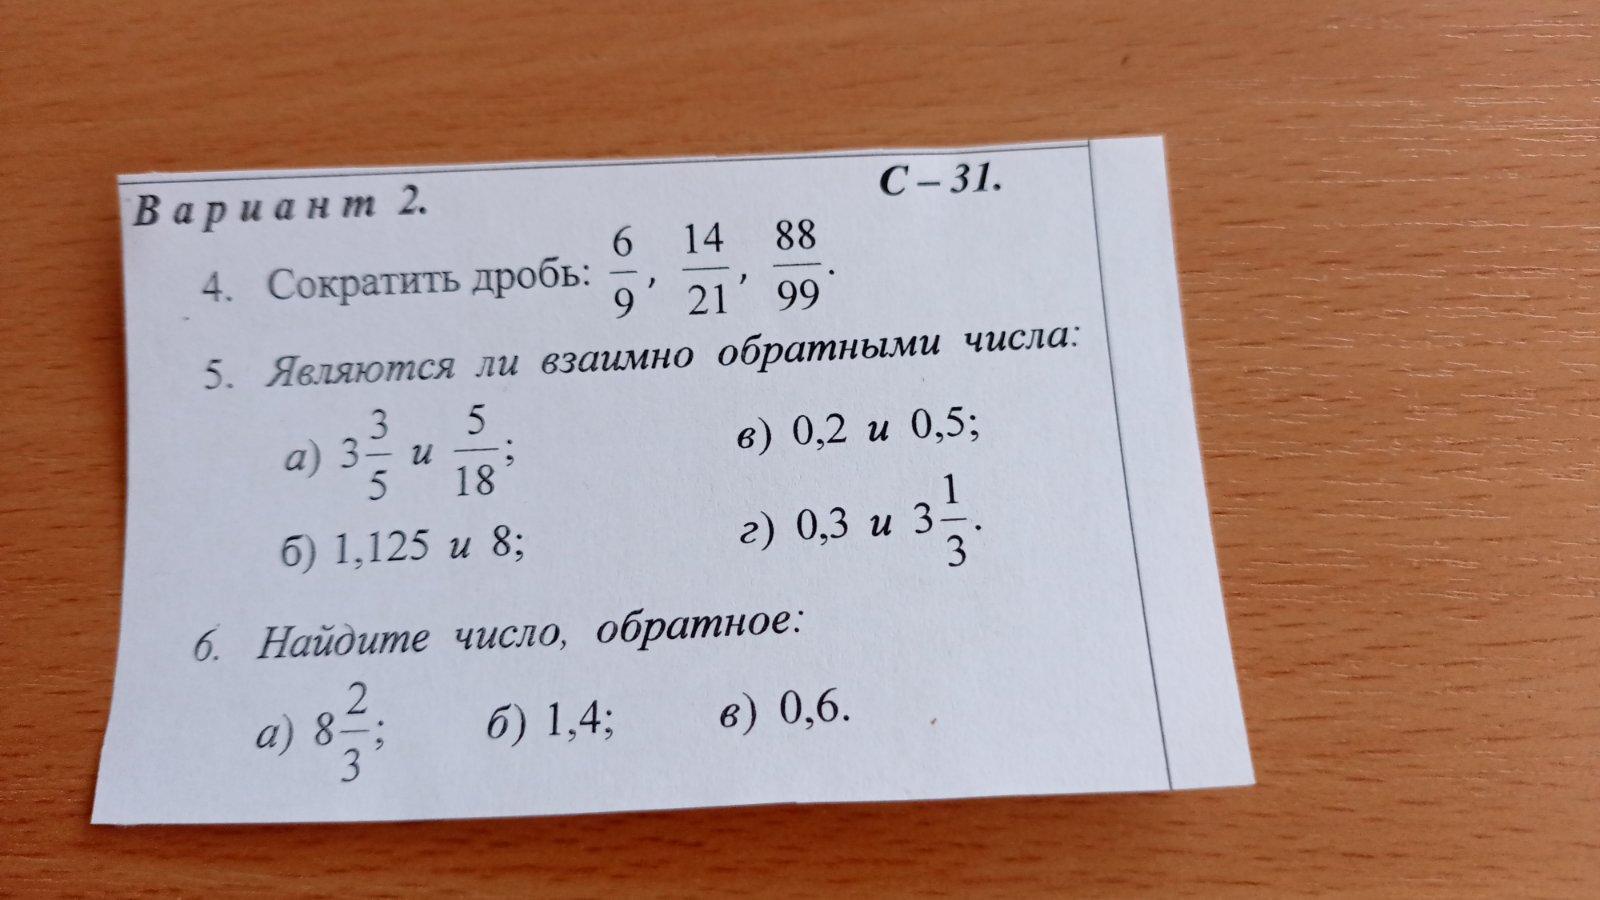 Вариант 2. С – 31.
4. Сократить дробь: 6/9, 14/21, 88/99.
5. Являются ли взаимно обратными числа:
а) 3 3/5 и 5/18; в) 0,2 и 0,5;
б) 1,125 и 8; г) 0,3 и 3 1/3.
6. Найдите число, обратное:
а) 8 2/3; б) 1,4; в) 0,6.